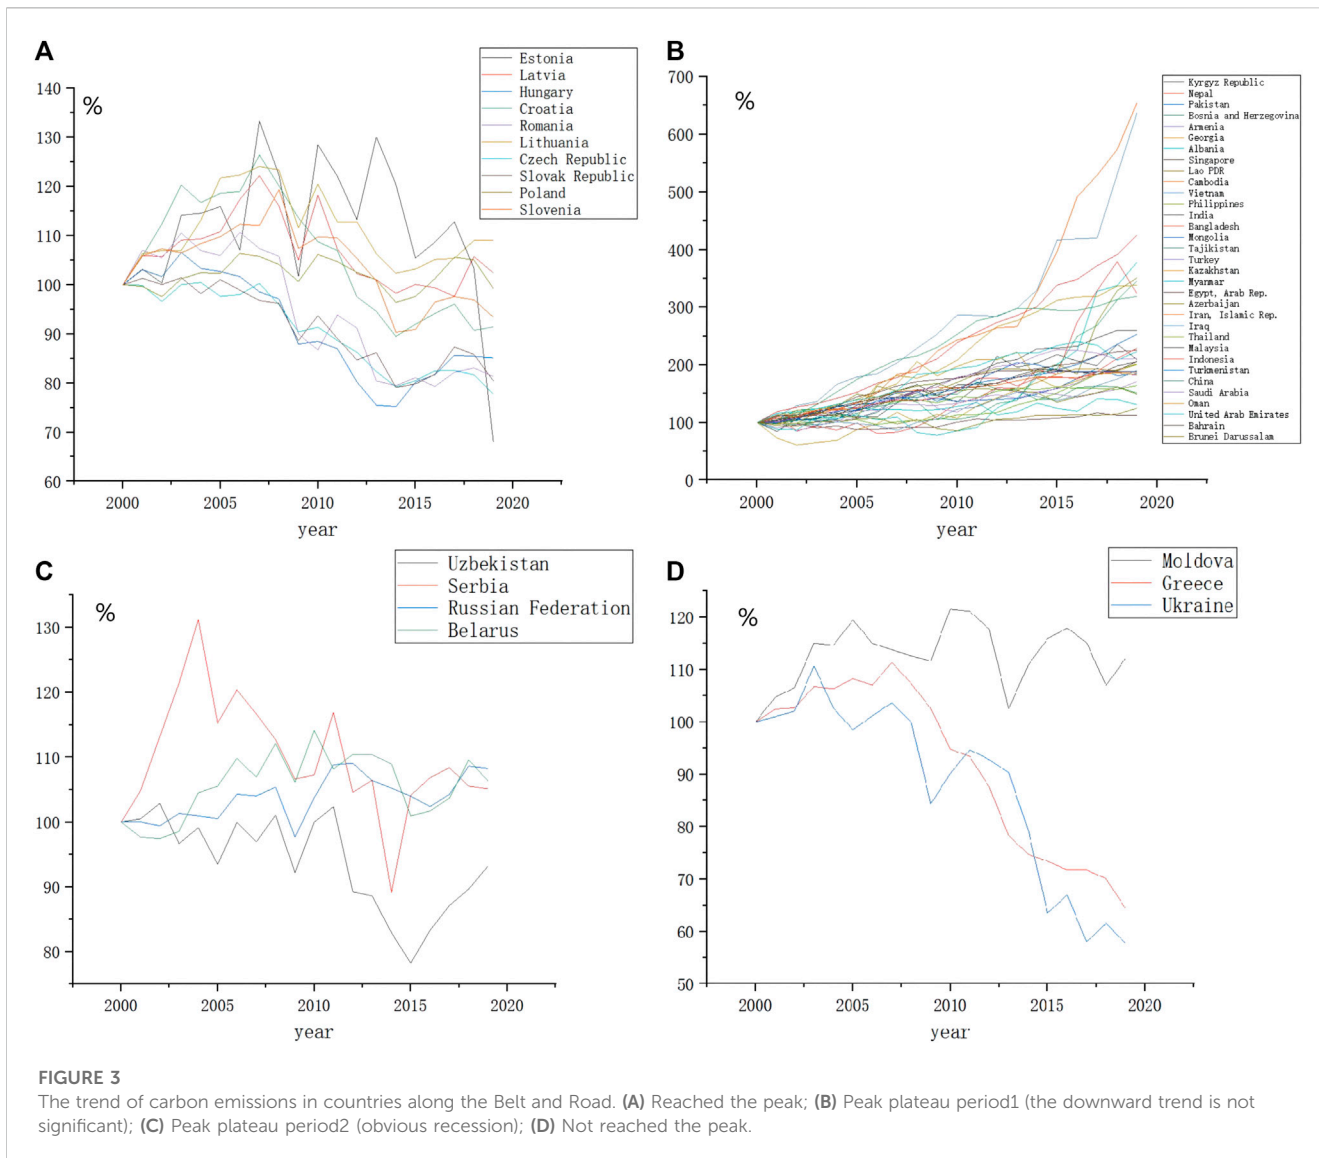 A
%
140
130
120
110
100
90
80
70
60
2000
2005
2010
2015
2020
year
Estonia
Latvia
Hungary
Croatia
Romania
Lithuania
Czech Republic
Slovak Republic
Poland
Slovenia
B
%
700
600
500
400
300
200
100
0
2000
2005
2010
2015
2020
year
Kyrgyz Republic
Nepal
Pakistan
Bosnia and Herzegovina
Armenia
Georgia
Albania
Singapore
Lao PDR
Cambodia
Vietnam
Philippines
India
Bangladesh
Mongolia
Tajikistan
Turkey
Kazakhstan
Myanmar
Egypt, Arab Rep.
Azerbaijan
Iran, Islamic Rep.
Iraq
Thailand
Malaysia
Indonesia
Turkmenistan
China
Saudi Arabia
Oman
United Arab Emirates
Bahrain
Brunei Darussalam
C
%
130
120
110
100
90
80
2000
2005
2010
2015
2020
year
Uzbekistan
Serbia
Russian Federation
Belarus
D
%
120
110
100
90
80
70
60
50
2000
2005
2010
2015
2020
year
Moldova
Greece
Ukraine
FIGURE 3
The trend of carbon emissions in countries along the Belt and Road. (A) Reached the peak; (B) Peak plateau period1 (the downward trend is not
significant); (C) Peak plateau period2 (obvious recession); (D) Not reached the peak.